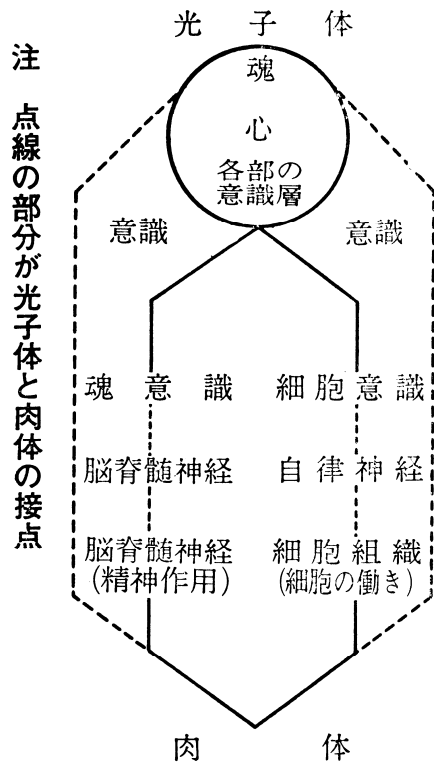 光子体
魂
心
各部の
意識層
意識 意識
魂意識 細胞意識
脳脊髄神経 自律神経
脳脊髄神経 細胞組織
(精神作用) (細胞の働き)
肉体
注 点線の部分が光子体と肉体の接点